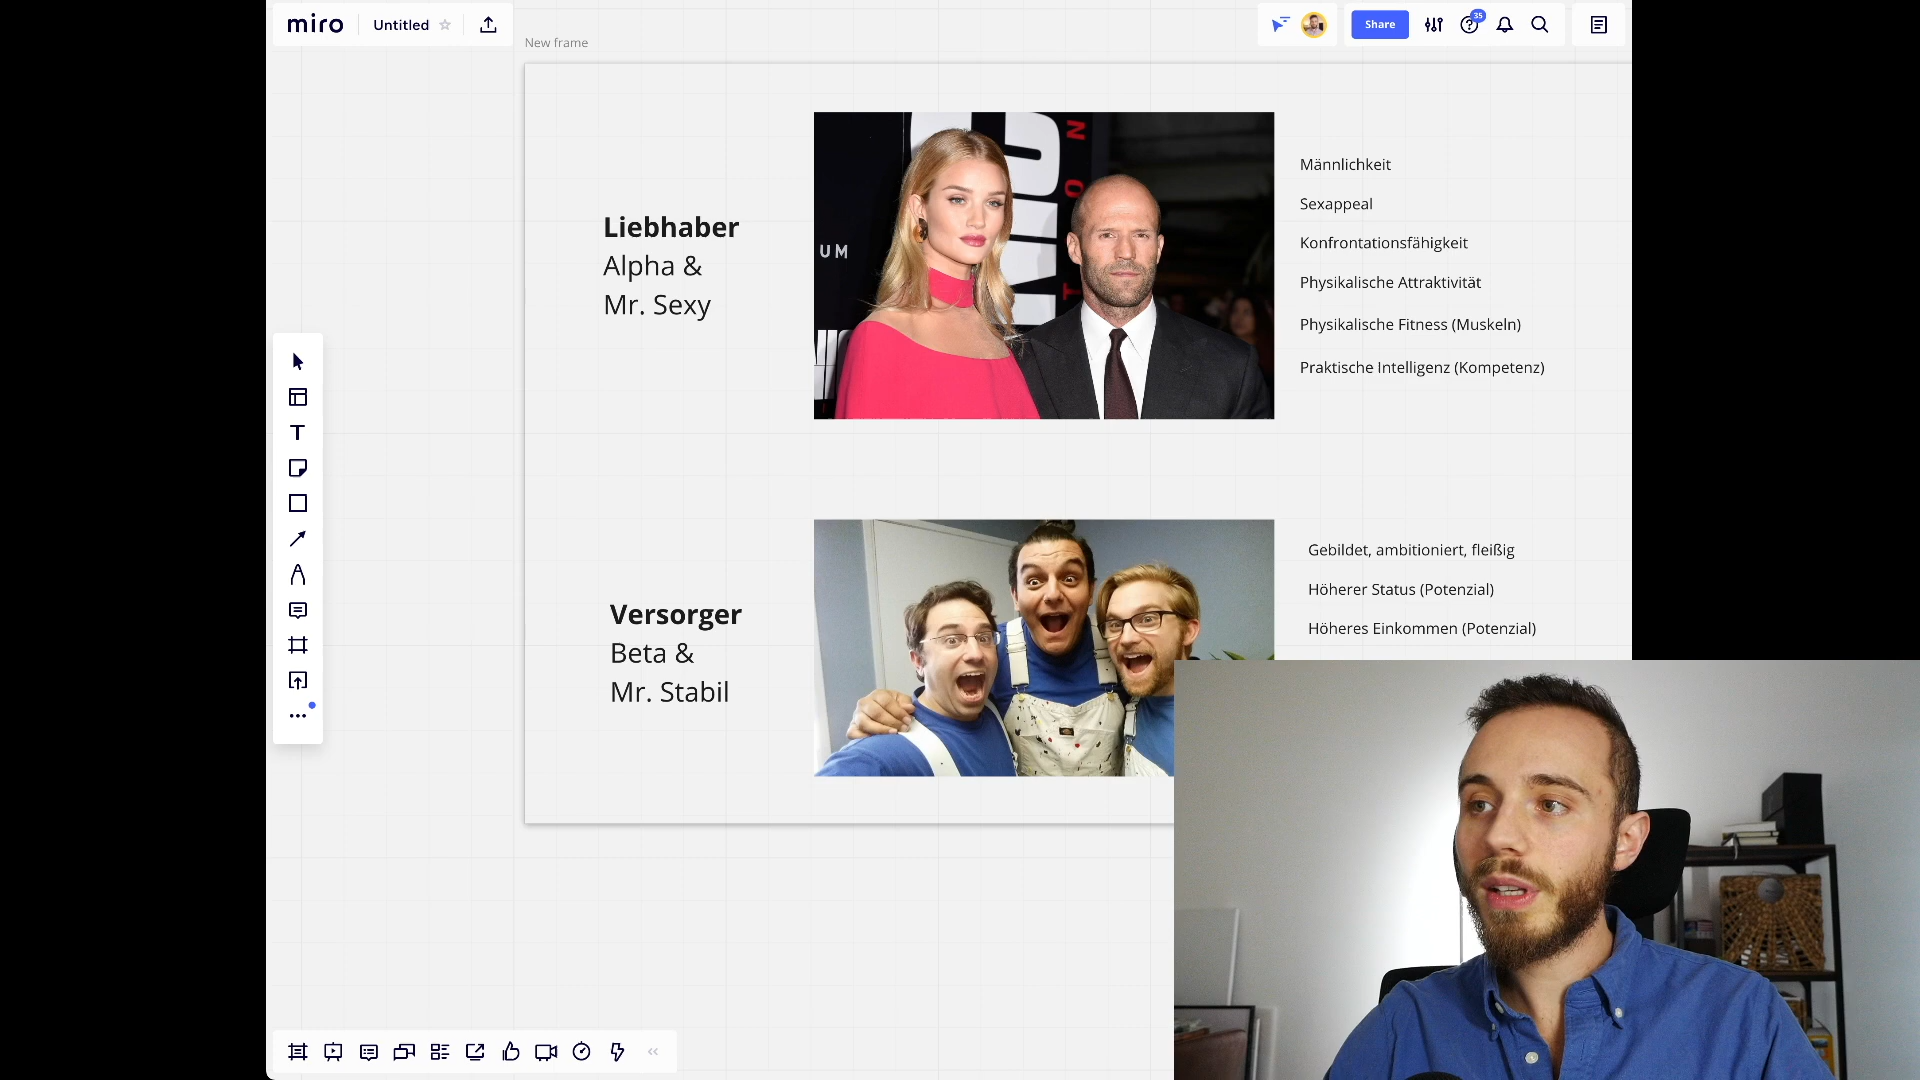 miro
Untitled
Share
35
New frame
UM
Liebhaber
Alpha &
Mr. Sexy
Männlichkeit
Sexappeal
Konfrontationsfähigkeit
Physikalische Attraktivität
Physikalische Fitness (Muskeln)
Praktische Intelligenz (Kompetenz)
Versorger
Beta &
Mr. Stabil
Gebildet, ambitioniert, fleißig
Höherer Status (Potenzial)
Höheres Einkommen (Potenzial)